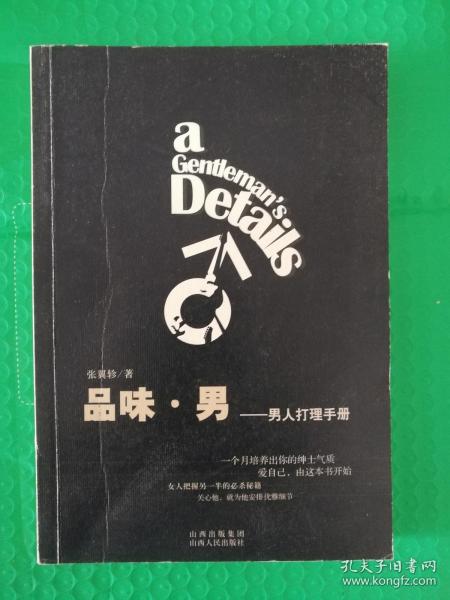 a
Gentleman's
Details
张翼轸/著
品味·男
——男人打理手册
一个月培养出你的绅士气质
爱自己，由这本书开始
女人把握另一半的必杀秘籍
关心他，就为他安排优雅细节
山西出版集团
山西人民出版社
孔夫子旧书网
www.kongfz.com